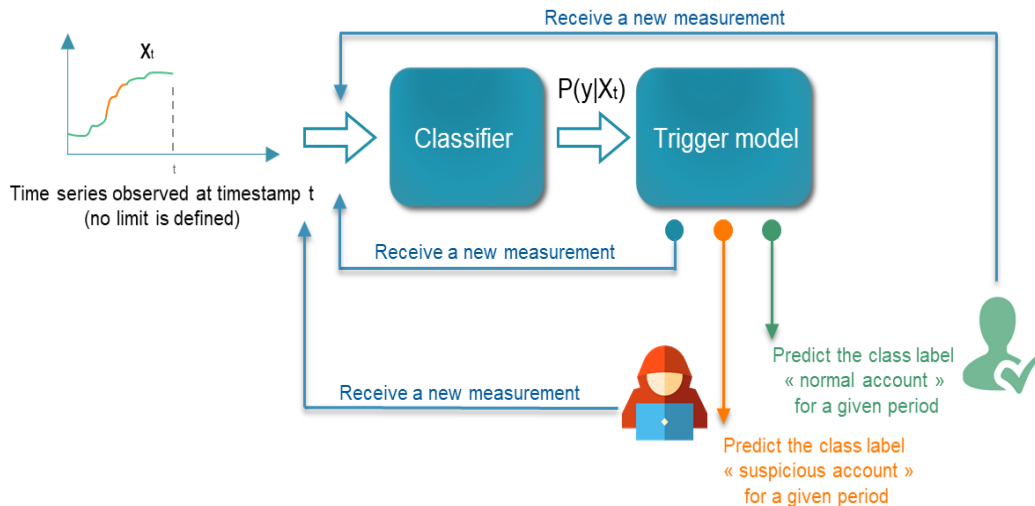 Receive a new measurement
Xt
P(y|Xt)
Classifier
Trigger model
t
Time series observed at timestamp t
(no limit is defined)
Receive a new measurement
Predict the class label
« normal account »
for a given period
Receive a new measurement
Predict the class label
« suspicious account »
for a given period